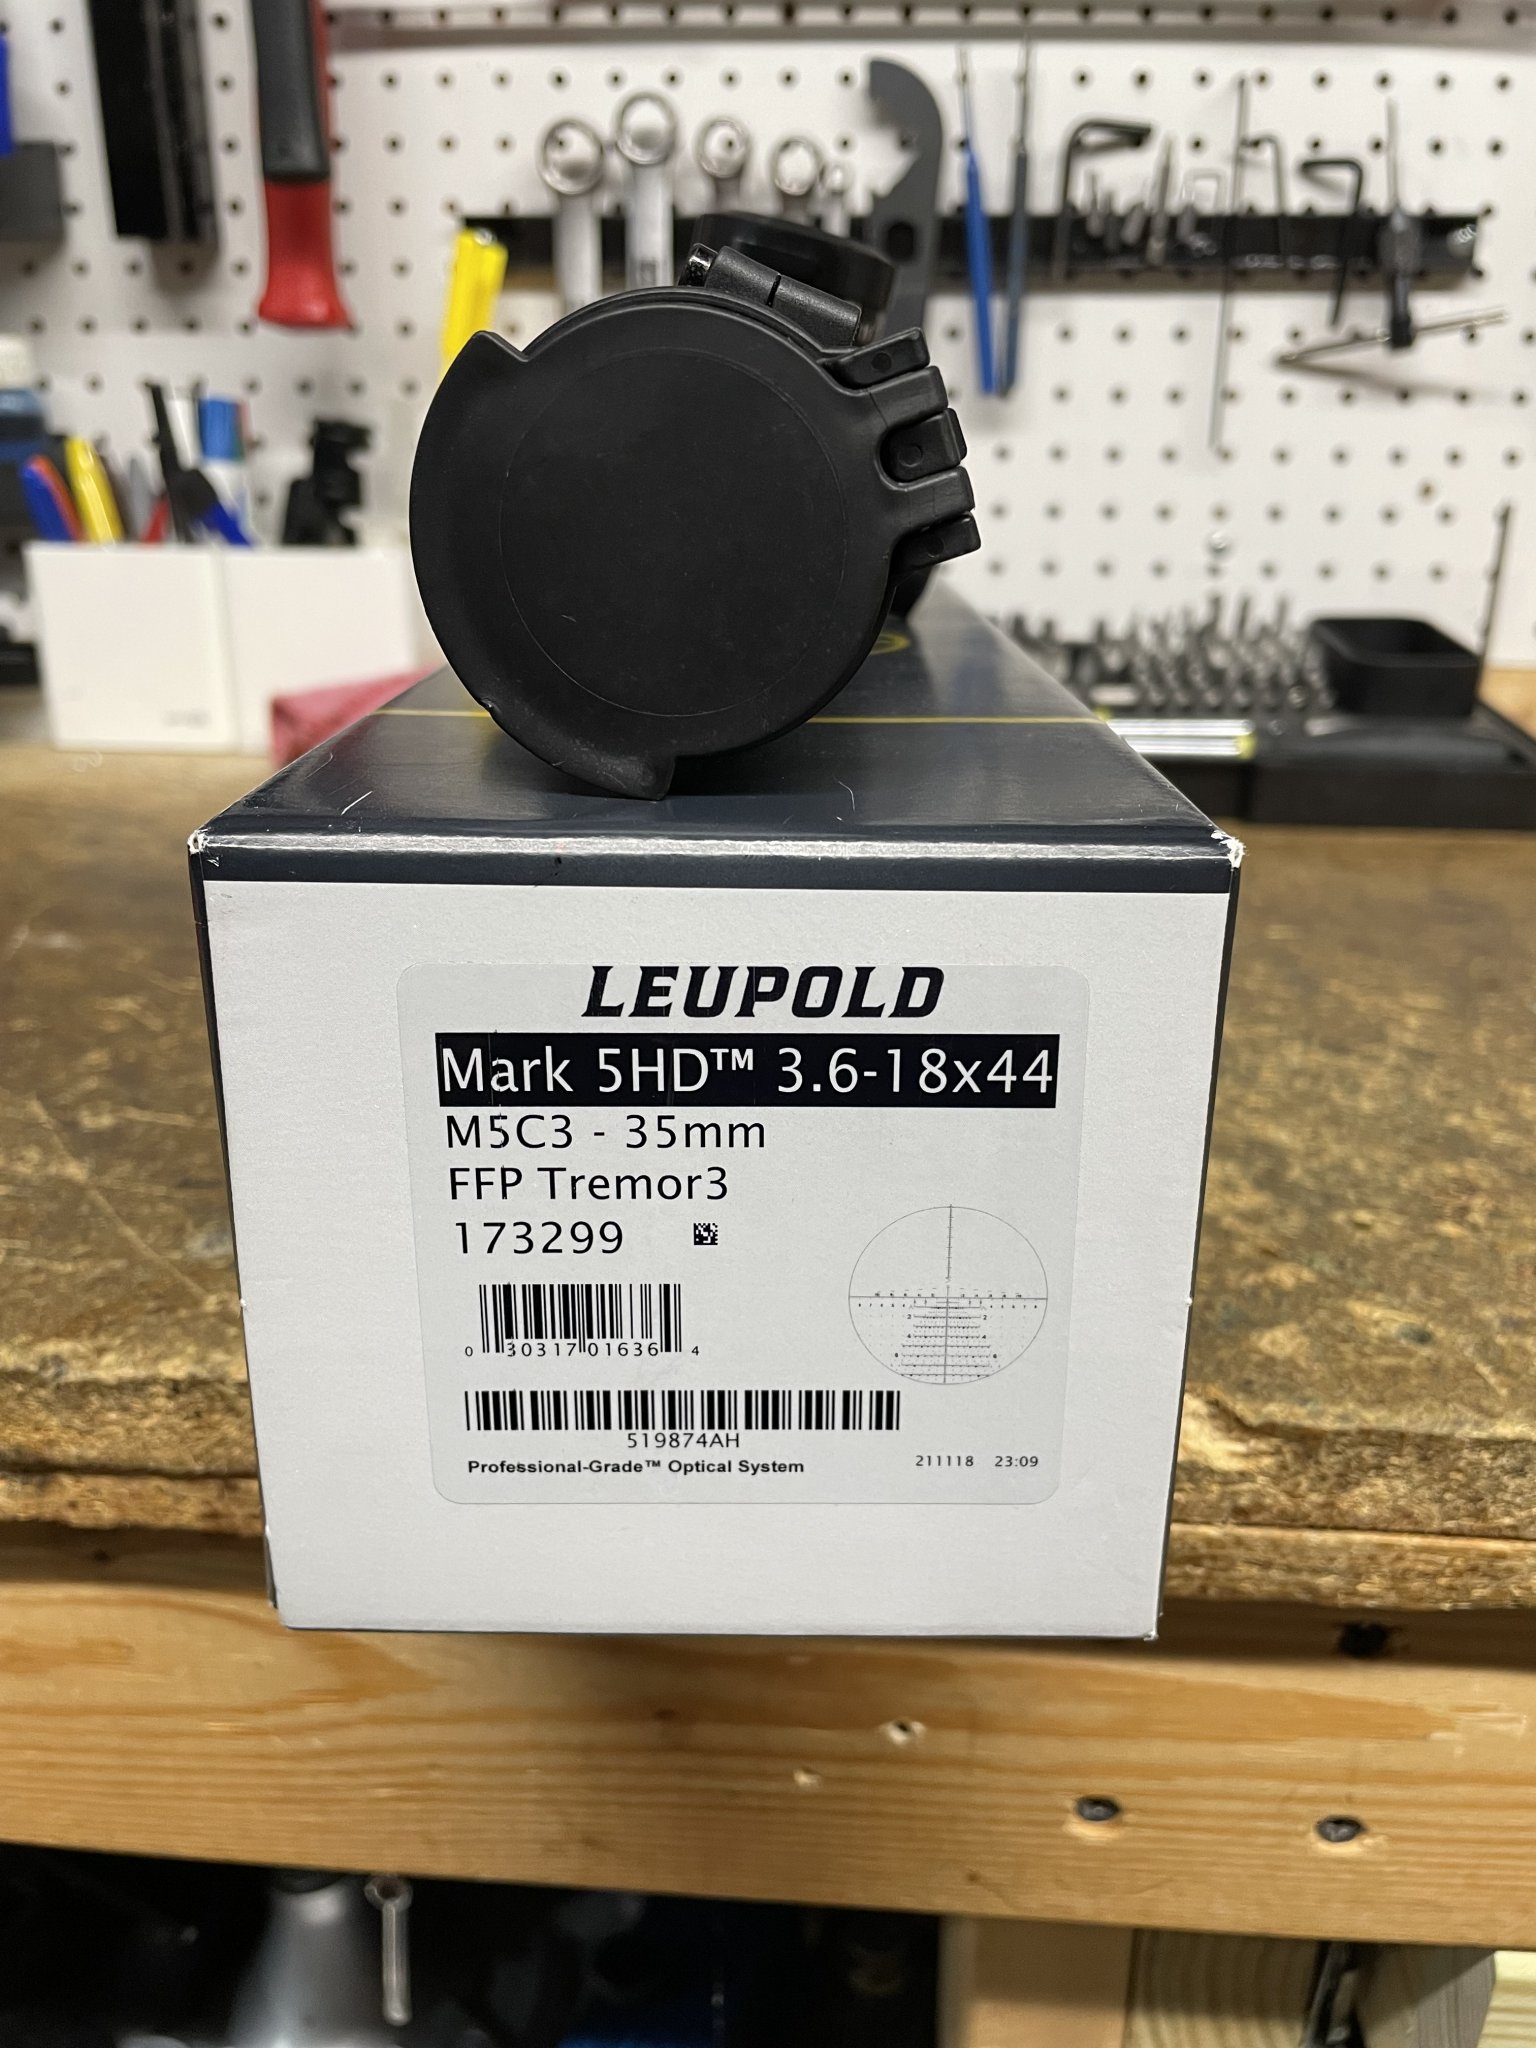 LEUPOLD
Mark 5HD™ 3.6-18x44
M5C3 - 35mm
FFP Tremor3
173299
0 30317 01636 4
519874AH
Professional-Grade™ Optical System
211118 23:09